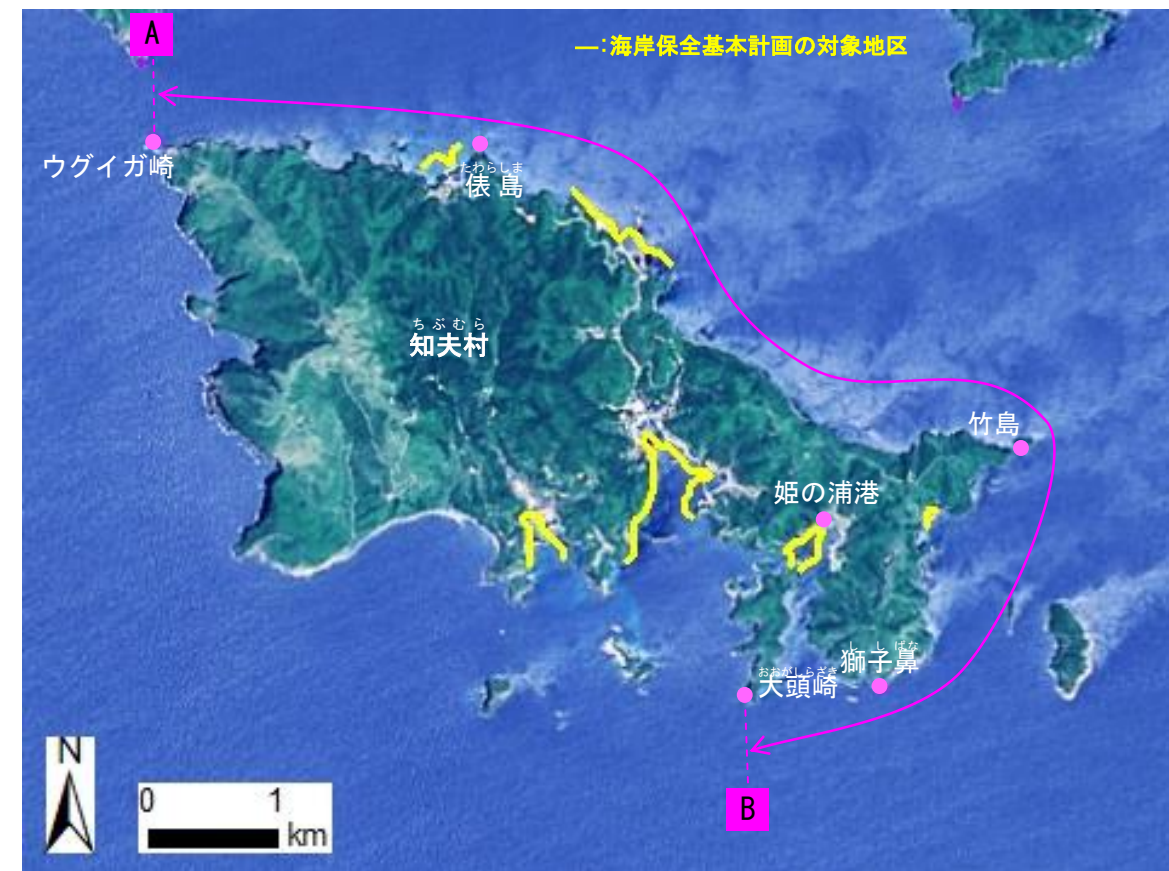 A
―:海岸保全基本計画の対象地区
ウグイガ崎
たわらしま
俵島
ちぶむら
知夫村
竹島
姫の浦港
ししばな
獅子鼻
おおがしらざき
大頭崎
B
N
0 1
km